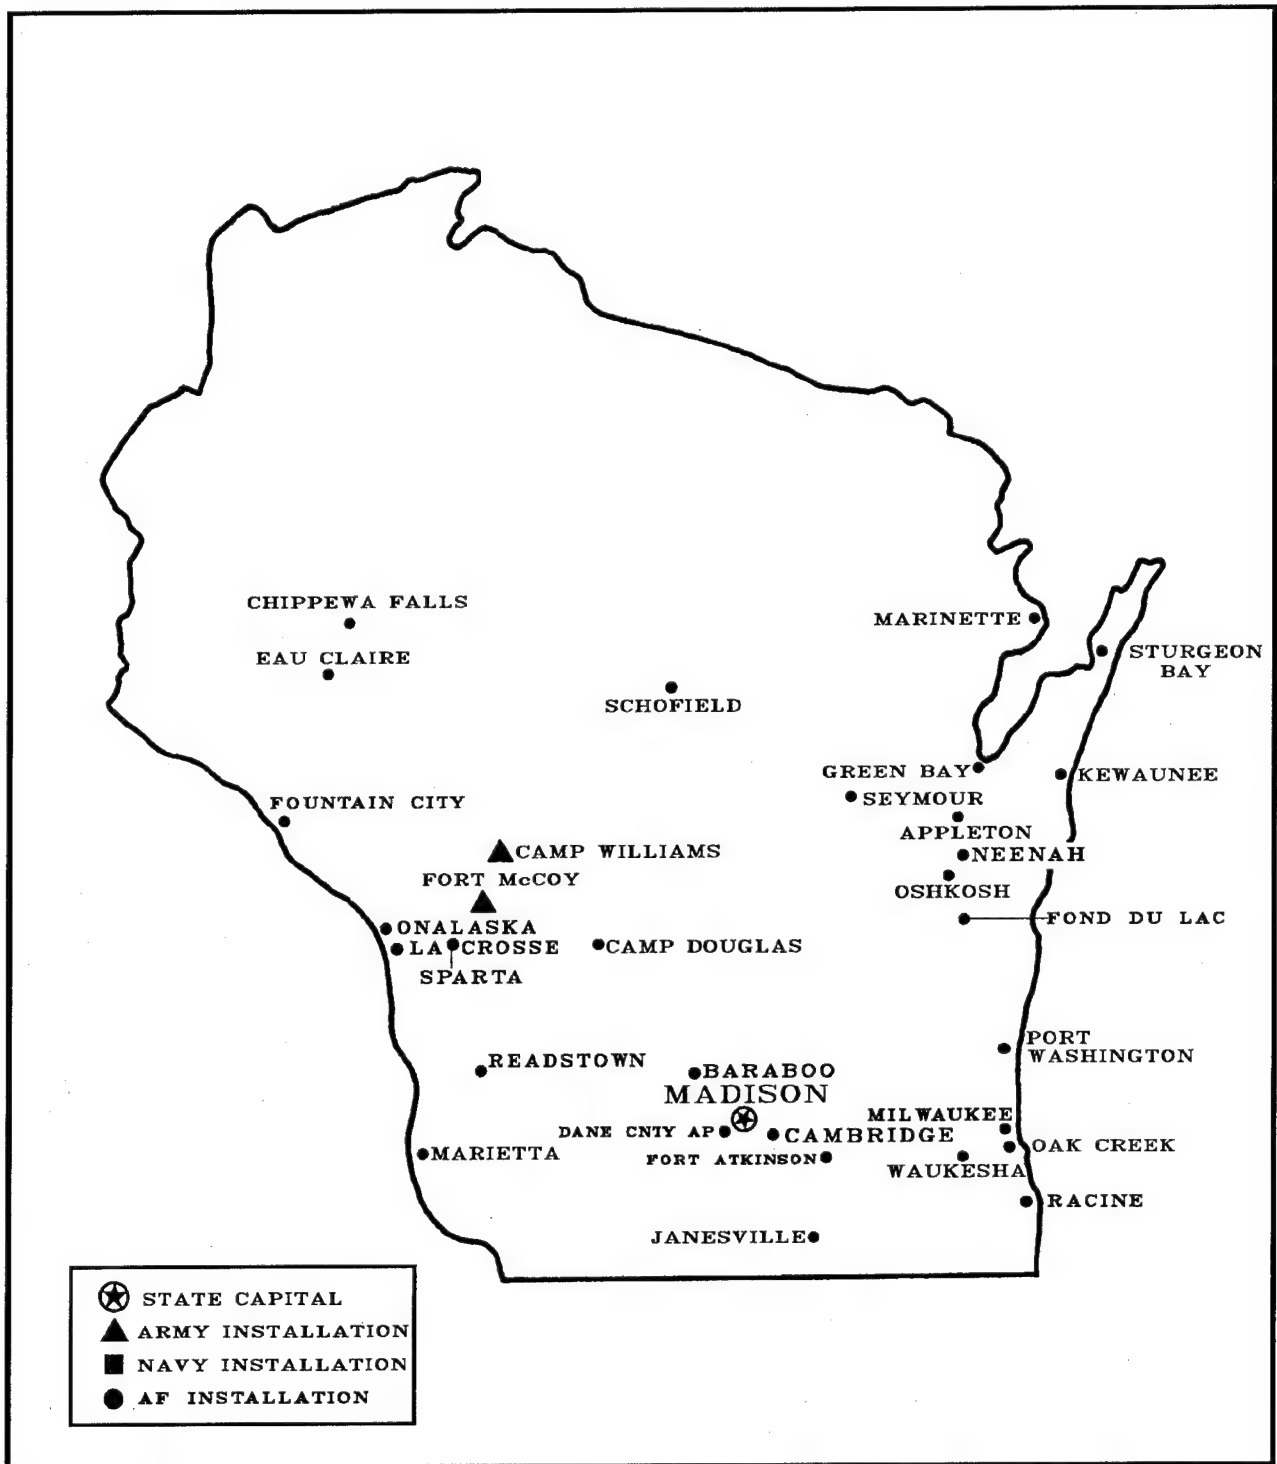 CHIPPEWA FALLS
MARINETTE
EAU CLAIRE
STURGEON
BAY
SCHOFIELD
GREEN BAY
KEWAUNEE
SEYMOUR
FOUNTAIN CITY
APPLETON
CAMP WILLIAMS
NEENAH
FORT McCOY
OSHKOSH
FOND DU LAC
ONALASKA
LA CROSSE
CAMP DOUGLAS
SPARTA
PORT
WASHINGTON
READSTOWN
BARABOO
MADISON
MILWAUKEE
DANE CNTY AP
CAMBRIDGE
OAK CREEK
MARIETTA
FORT ATKINSON
WAUKESHA
RACINE
JANESVILLE
STATE CAPITAL
ARMY INSTALLATION
NAVY INSTALLATION
AF INSTALLATION